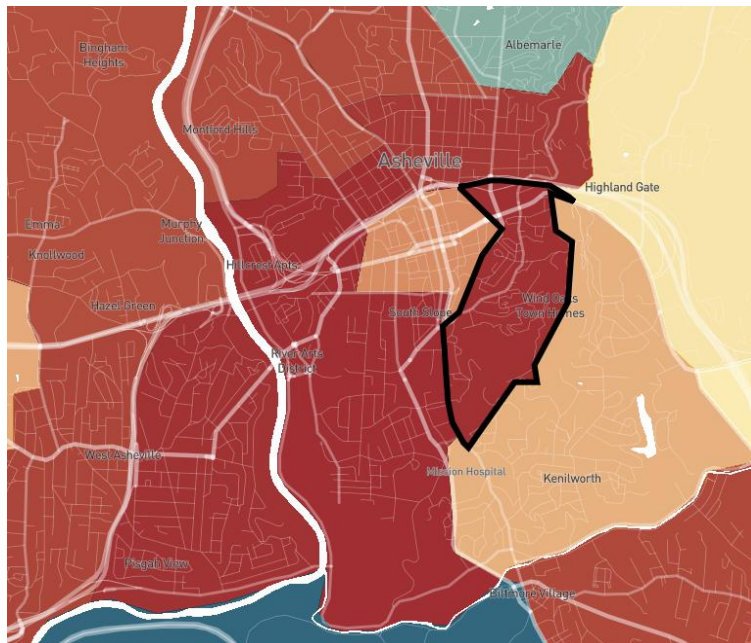 Bingham
Heights
Albemarle
Montford Hills
Asheville
Highland Gate
Emma
Murphy
Junction
Knollwood
Hillcrest Apts.
Hazel Green
South Slope
Wind Oaks
Town Homes
River Arts
District
West Asheville
Mission Hospital
Kenilworth
Pisgah View
Biltmore Village